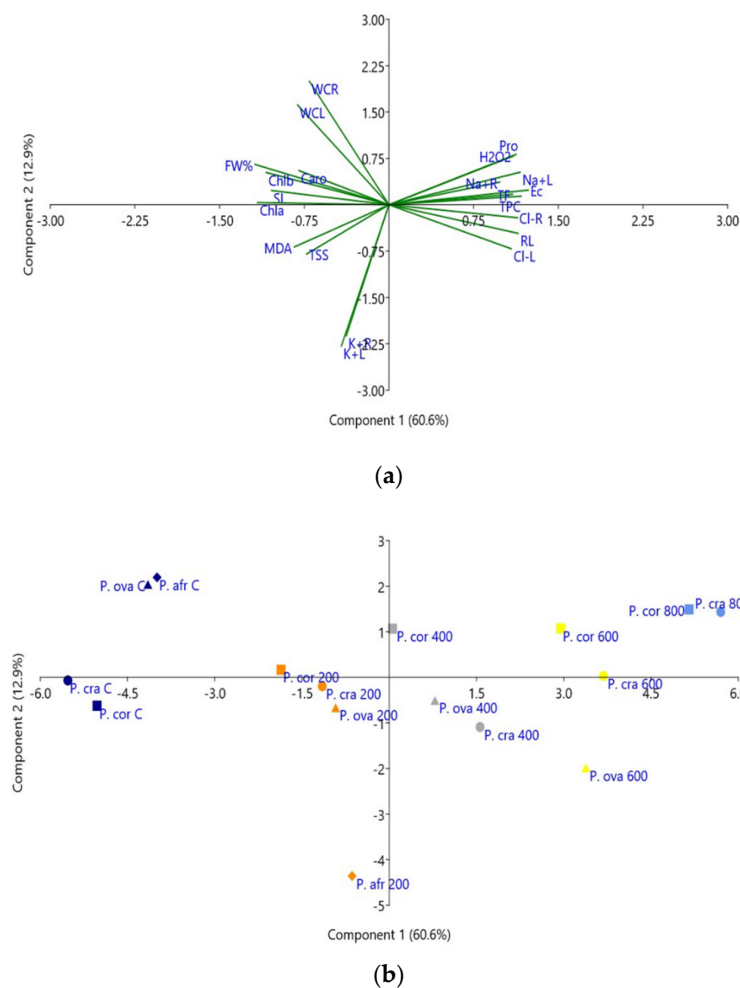 3.00
2.25
WCR
1.50
WCL
Pro
0.75
H2O2
FW%
Caro
Chlb
Na+R
Na+L
Ec
TF
SI
-3.00
-2.25
Chla
-0.75
0.75
TPC
1.50
2.25
3.00
Cl-R
RL
MDA
TSS
-0.75
Cl-L
-1.50
K+R
-2.25
K+L
-3.00
Component 2 (12.9%)
Component 1 (60.6%)
(a)
3
2
P. ova C
P. afr C
P. cor 800
P. cra 80
1
P. cor 400
P. cor 600
P. cor 200
-6.0
P. cra C
-4.5
-3.0
-1.5
P. cra 200
1.5
3.0
P. cra 600
4.5
6.
P. cor C
P. ova 200
P. ova 400
-1
P. cra 400
-2
P. ova 600
-3
-4
P. afr 200
-5
Component 2 (12.9%)
Component 1 (60.6%)
(b)